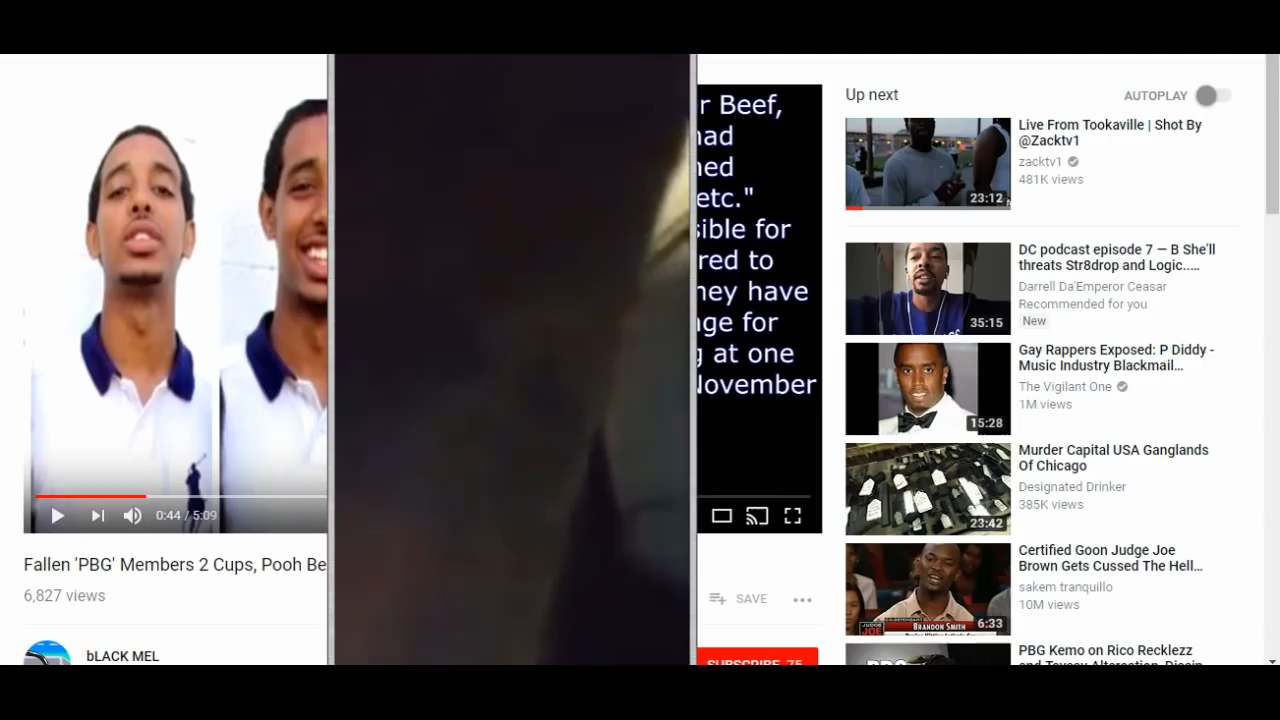 r Beef,
etc."
ible for
red to
hey have
ge for
g at one
November
0:44 / 5:09
Fallen 'PBG' Members 2 Cups, Pooh Be
6,827 views
SAVE
bLACK MEL
SUBSCRIBE 75
Up next
AUTOPLAY
Live From Tookaville | Shot By
@Zacktv1
zacktv1
481K views
23:12
DC podcast episode 7 — B She'll
threats Str8drop and Logic.....
Darrell Da'Emperor Ceasar
Recommended for you
New
35:15
Gay Rappers Exposed: P Diddy -
Music Industry Blackmail...
The Vigilant One
1M views
15:28
Murder Capital USA Ganglands
Of Chicago
Designated Drinker
385K views
23:42
Certified Goon Judge Joe
Brown Gets Cussed The Hell...
sakem tranquillo
10M views
6:33
JUDGE
JOE
BRANDON SMITH
PBG Kemo on Rico Recklezz